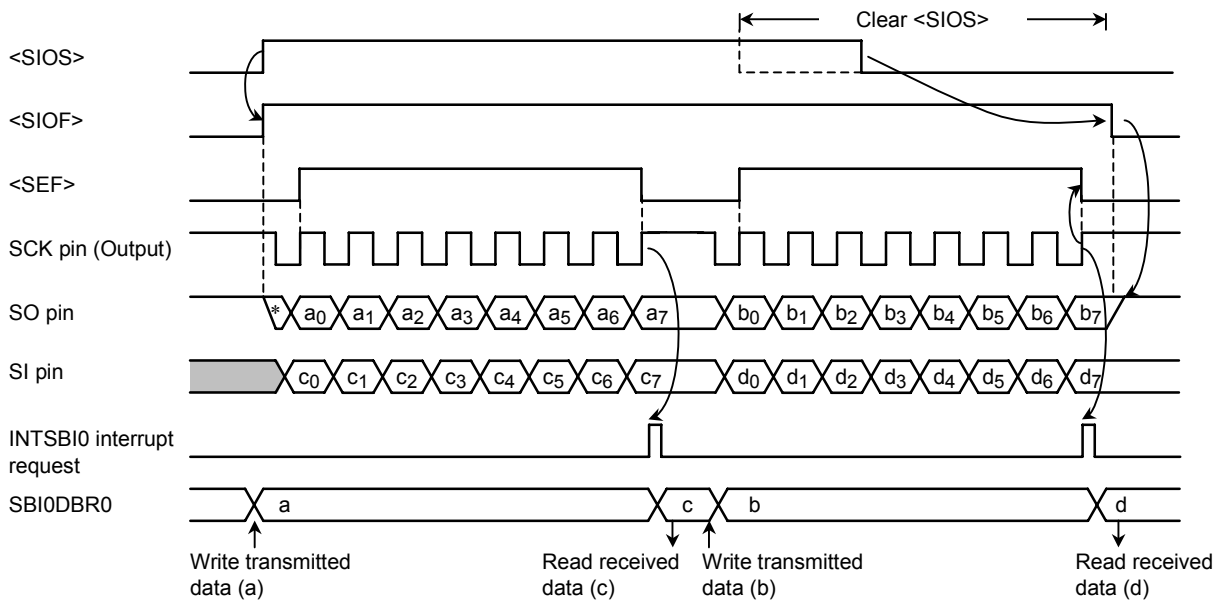 Clear <SIOS>
<SIOS>
<SIOF>
<SEF>
SCK pin (Output)
SO pin
* a0 a1 a2 a3 a4 a5 a6 a7 b0 b1 b2 b3 b4 b5 b6 b7
SI pin
c0 c1 c2 c3 c4 c5 c6 c7 d0 d1 d2 d3 d4 d5 d6 d7
INTSBI0 interrupt
request
SBI0DBR0
a c b d
Write transmitted
data (a)
Read received
data (c)
Write transmitted
data (b)
Read received
data (d)